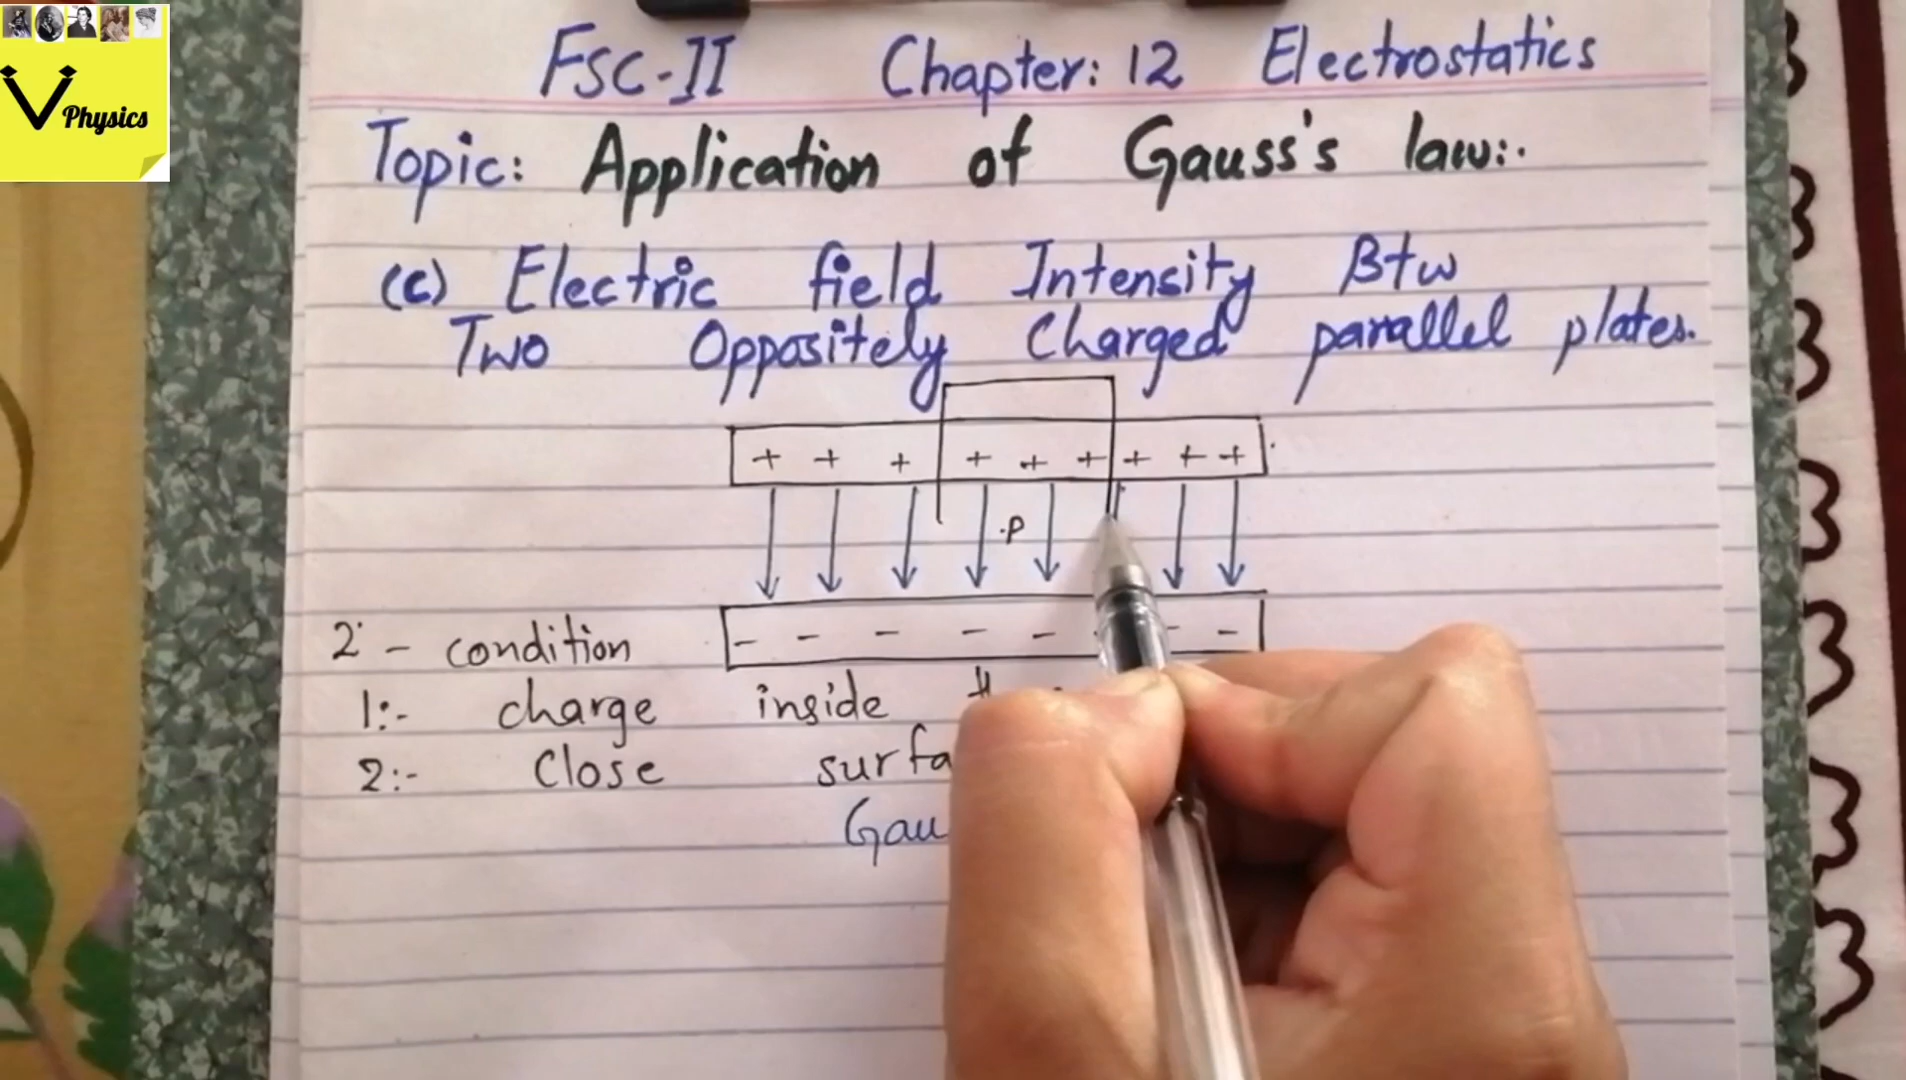 Physics
FSC-II Chapter: 12 Electrostatics
Topic: Application of Gauss's law:.
(c) Electric field Intensity Btw
Two Oppositely Charged parallel plates.
+ + + + + + + + +
.P
- - - - - - -
2 - condition
1:- charge inside
2:- Close